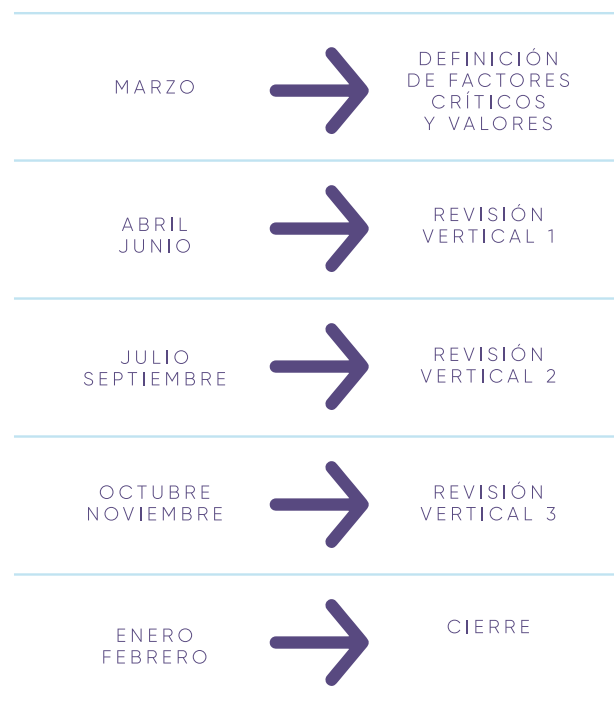 MARZO
DEFINICIÓN
DE FACTORES
CRÍTICOS
Y VALORES
ABRIL
JUNIO
REVISIÓN
VERTICAL 1
JULIO
SEPTIEMBRE
REVISIÓN
VERTICAL 2
OCTUBRE
NOVIEMBRE
REVISIÓN
VERTICAL 3
ENERO
FEBRERO
CIERRE